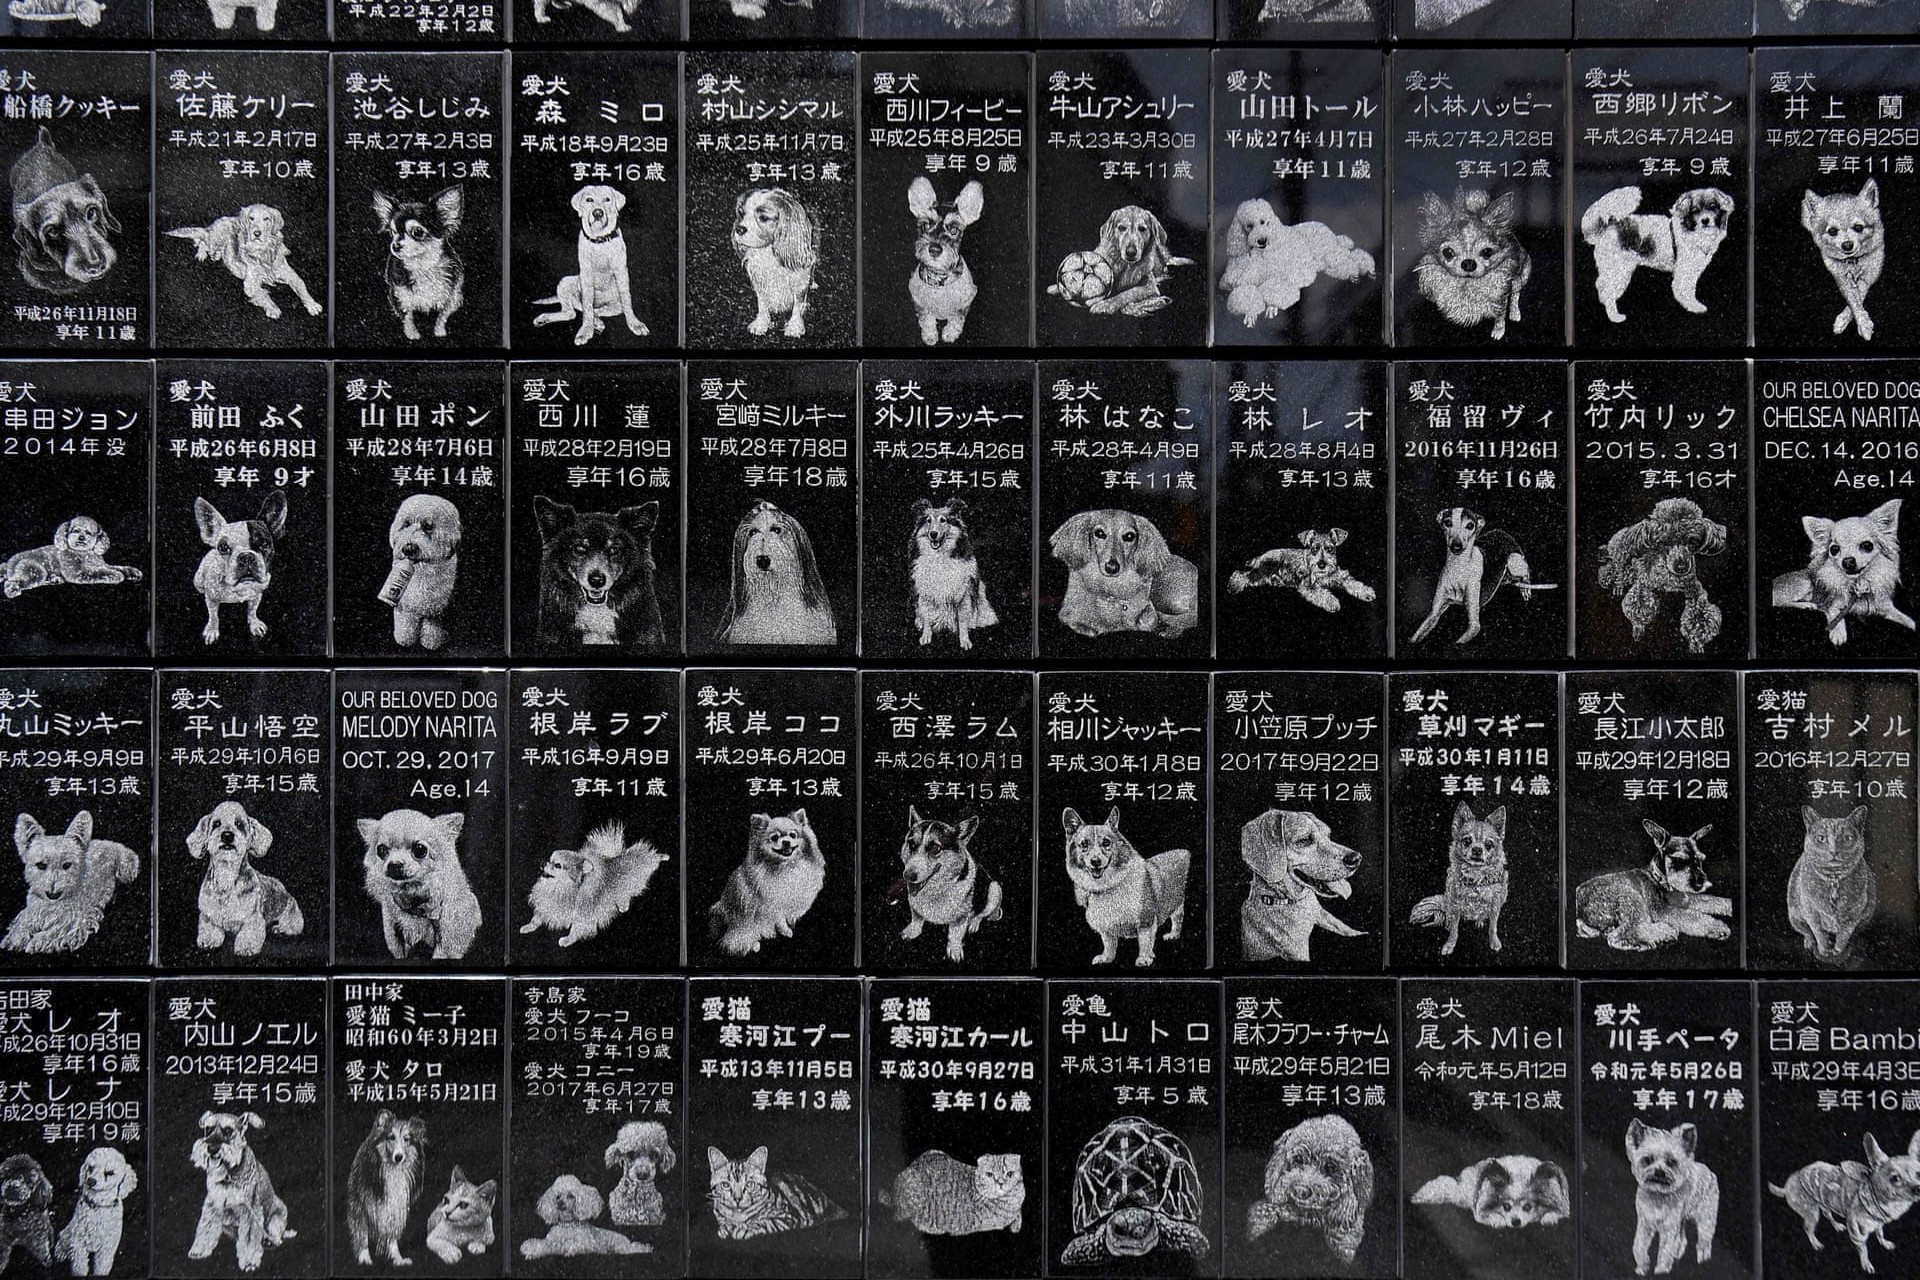 平成22年2月2日
享年12歳
愛犬
船橋クッキー
平成26年11月18日
享年 11歳
愛犬
佐藤ケリー
平成21年2月17日
享年10歳
愛犬
池谷しじみ
平成27年2月3日
享年13歳
愛犬
森 ミロ
平成18年9月23日
享年16歳
愛犬
村山シシマル
平成25年11月7日
享年13歳
愛犬
西川フィービー
平成25年8月25日
享年 9 歳
愛犬
牛山アシュリー
平成23年3月30日
享年11歳
愛犬
山田トール
平成27年4月7日
享年11歳
愛犬
小林ハッピー
平成27年2月28日
享年12歳
愛犬
西郷リボン
平成26年7月24日
享年 9歳
愛犬
井上 蘭
平成27年6月25日
享年11歳
愛犬
串田ジョン
2014年没
愛犬
前田 ふく
平成26年6月8日
享年 9才
愛犬
山田ポン
平成28年7月6日
享年14歳
愛犬
西川 蓮
平成28年2月19日
享年16歳
愛犬
宮﨑ミルキー
平成28年7月8日
享年18歳
愛犬
外川ラッキー
平成25年4月26日
享年15歳
愛犬
林 はなこ
平成28年4月9日
享年11歳
愛犬
林 レオ
平成28年8月4日
享年13歳
愛犬
福留ヴィ
2016年11月26日
享年16歳
愛犬
竹内リック
2015.3.31
享年16才
OUR BELOVED DOG
CHELSEA NARITA
DEC.14.2016
Age.14
愛犬
丸山ミッキー
平成29年9月9日
享年13歳
愛犬
平山悟空
平成29年10月6日
享年15歳
OUR BELOVED DOG
MELODY NARITA
OCT.29,2017
Age.14
愛犬
根岸ラブ
平成16年9月9日
享年11歳
愛犬
根岸ココ
平成29年6月20日
享年13歳
愛犬
西澤ラム
平成26年10月1日
享年15歳
愛犬
相川ジャッキー
平成30年1月8日
享年12歳
愛犬
小笠原プッチ
2017年9月22日
享年12歳
愛犬
草刈マギー
平成30年1月11日
享年14歳
愛犬
長江小太郎
平成29年12月18日
享年12歳
愛猫
吉村メル
2016年12月27日
享年10歳
田家
愛犬 レオ
平成26年10月31日
享年16歳
愛犬 レナ
平成29年12月10日
享年19歳
愛犬
内山ノエル
2013年12月24日
享年15歳
田中家
愛猫 ミー子
昭和60年3月2日
愛犬 タロ
平成15年5月21日
寺島家
愛犬 フーコ
2015年4月6日
享年19歳
愛犬 コニー
2017年6月27日
享年17歳
愛猫
寒河江プー
平成13年11月5日
享年13歳
愛猫
寒河江カール
平成30年9月27日
享年16歳
愛亀
中山トロ
平成31年1月31日
享年 5 歳
愛犬
尾木フラワー・チャーム
平成29年5月21日
享年13歳
愛犬
尾木Miel
令和元年5月12日
享年18歳
愛犬
川手ペータ
令和元年5月26日
享年17歳
愛犬
白倉Bambi
平成29年4月3日
享年16歳